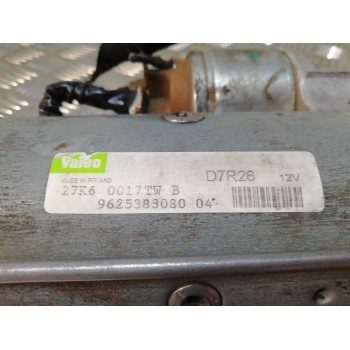 Valeo
MADE IN POLAND
D7R26 12V
27K6 0017TW B
9625383080 04